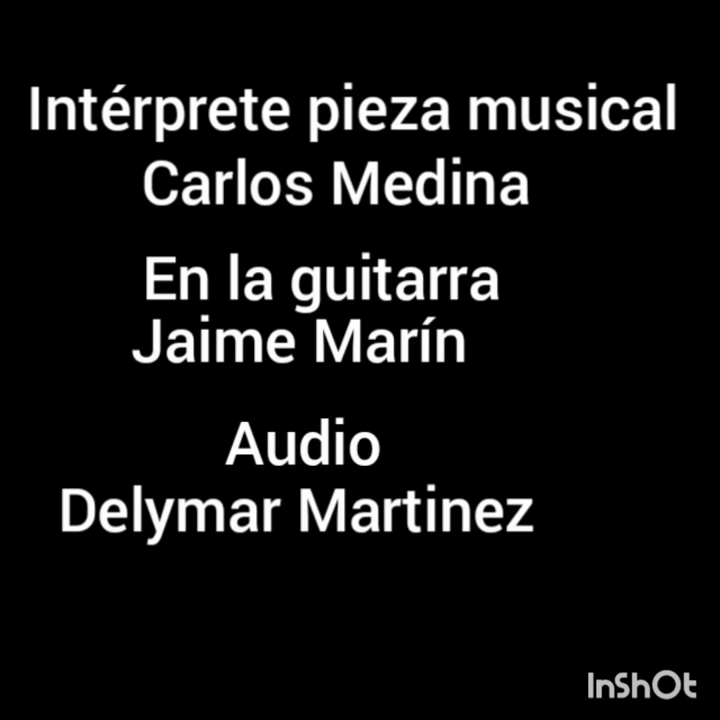 Intérprete pieza musical
Carlos Medina
En la guitarra
Jaime Marín
Audio
Delymar Martinez
InShOt